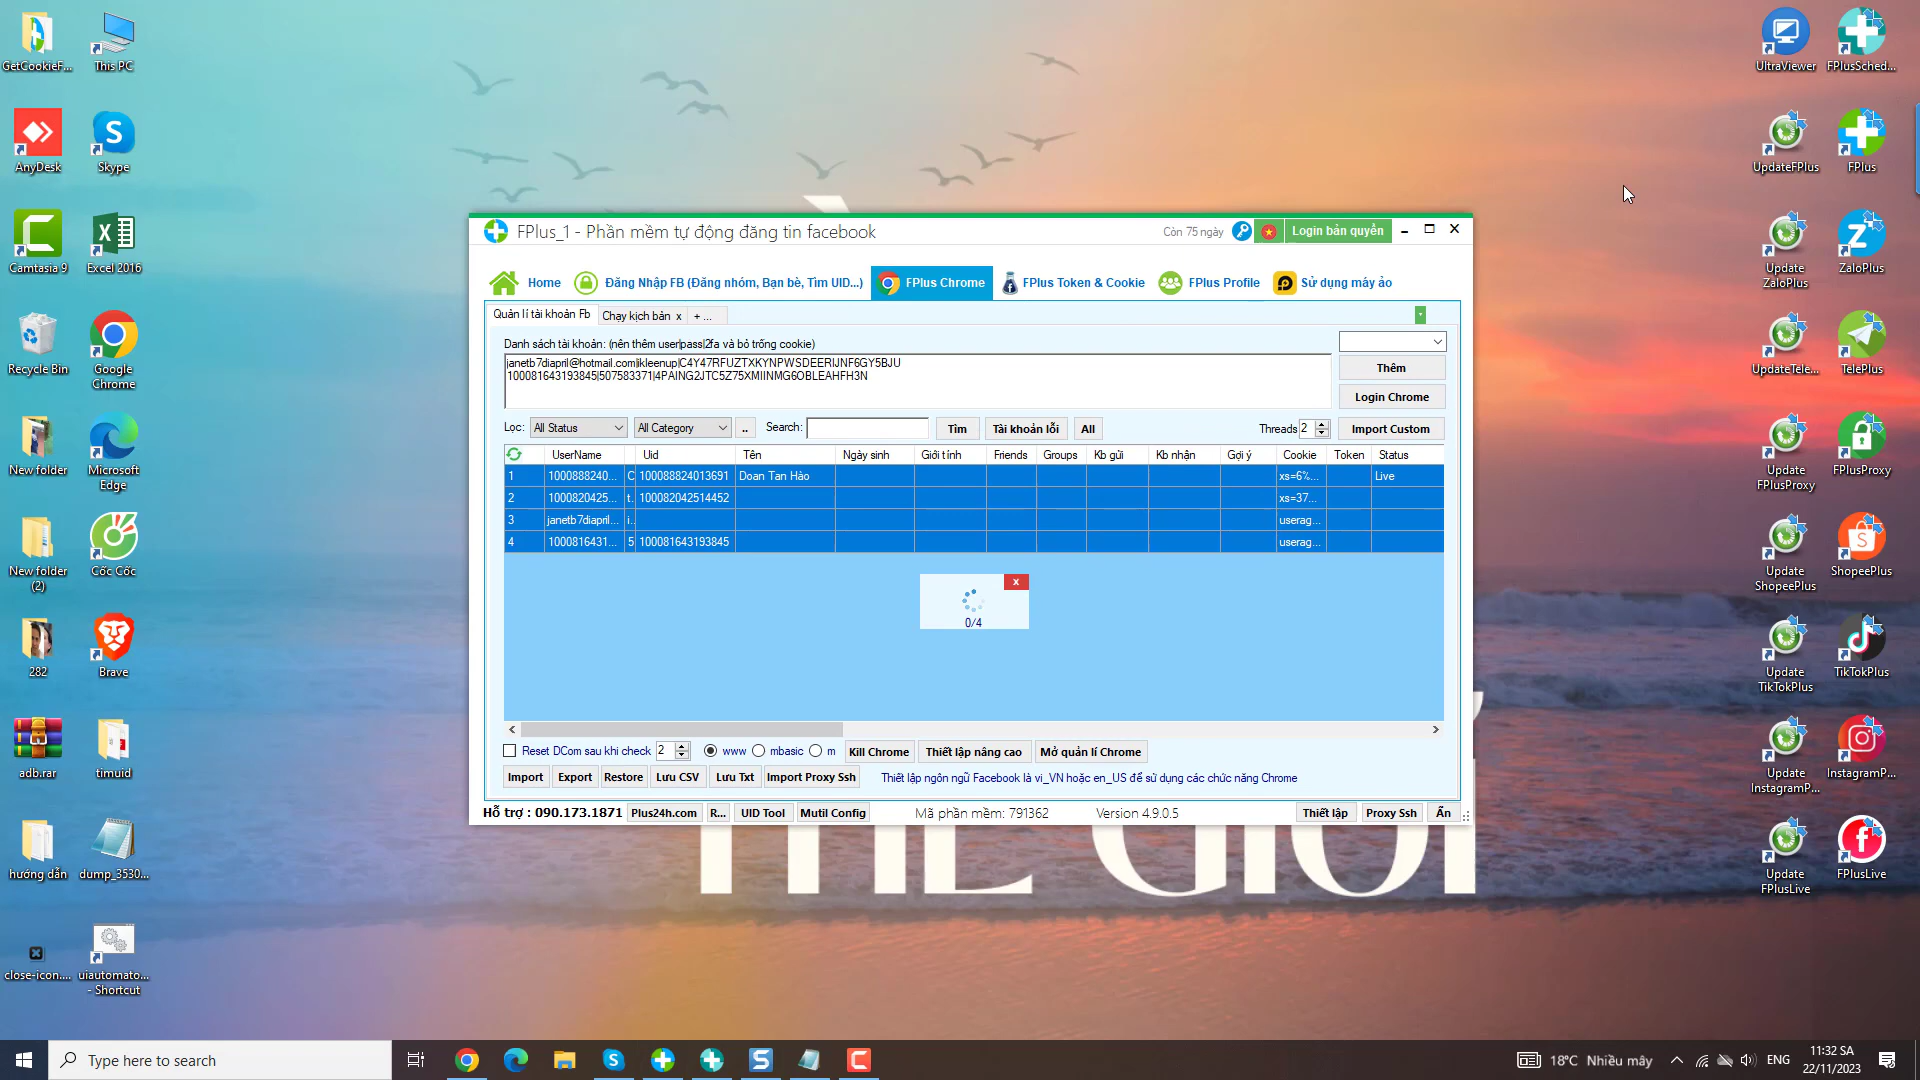 GetCookieF...
This PC
AnyDesk
Skype
Camtasia 9
Excel 2016
Recycle Bin
Google
Chrome
New folder
Microsoft
Edge
New folder
(2)
Cốc Cốc
282
Brave
adb.rar
timuid
hướng dẫn
dump_3530...
close-icon....
uiautomato...
- Shortcut
UltraViewer
FPlusSched...
UpdateFPlus
FPlus
Update
ZaloPlus
ZaloPlus
UpdateTele...
TelePlus
Update
FPlusProxy
FPlusProxy
Update
ShopeePlus
ShopeePlus
Update
TikTokPlus
TikTokPlus
Update
InstagramP...
InstagramP...
Update
FPlusLive
FPlusLive
FPlus_1 - Phần mềm tự động đăng tin facebook
Còn 75 ngày
Login bản quyền
Home
Đăng Nhập FB (Đăng nhóm, Bạn bè, Tìm UID...)
FPlus Chrome
FPlus Token & Cookie
FPlus Profile
Sử dụng máy ảo
Quản lí tài khoản Fb
Chạy kịch bản x
+ ...
Danh sách tài khoản: (nên thêm user|pass|2fa và bỏ trống cookie)
janetb7diapril@hotmail.com|ikleenup|C4Y47RFUZTXKYNPWSDEERIJNF6GY5BJU
100081643193845|507583371|4PAING2JTC5Z75XMIINMG6OBLEAHFH3N
Thêm
Login Chrome
Lọc: All Status All Category .. Search: Tìm Tài khoản lỗi All Threads 2 Import Custom
UserName Uid Tên Ngày sinh Giới tính Friends Groups Kb gửi Kb nhận Gợi ý Cookie Token Status
1 1000888240... C 100088824013691 Doan Tan Hào xs=6%... Live
2 1000820425... t. 100082042514452 xs=37...
3 janetb7diapril... i.. userag...
4 1000816431... 5 100081643193845 userag...
x
0/4
Reset DCom sau khi check 2 www mbasic m Kill Chrome Thiết lập nâng cao Mở quản lí Chrome
Import Export Restore Lưu CSV Lưu Txt Import Proxy Ssh Thiết lập ngôn ngữ Facebook là vi_VN hoặc en_US để sử dụng các chức năng Chrome
Hỗ trợ : 090.173.1871 Plus24h.com R... UID Tool Mutil Config Mã phần mềm: 791362 Version 4.9.0.5 Thiết lập Proxy Ssh Ẩn
THẾ GIỚI
Type here to search
18°C Nhiều mây
ENG
11:32 SA
22/11/2023